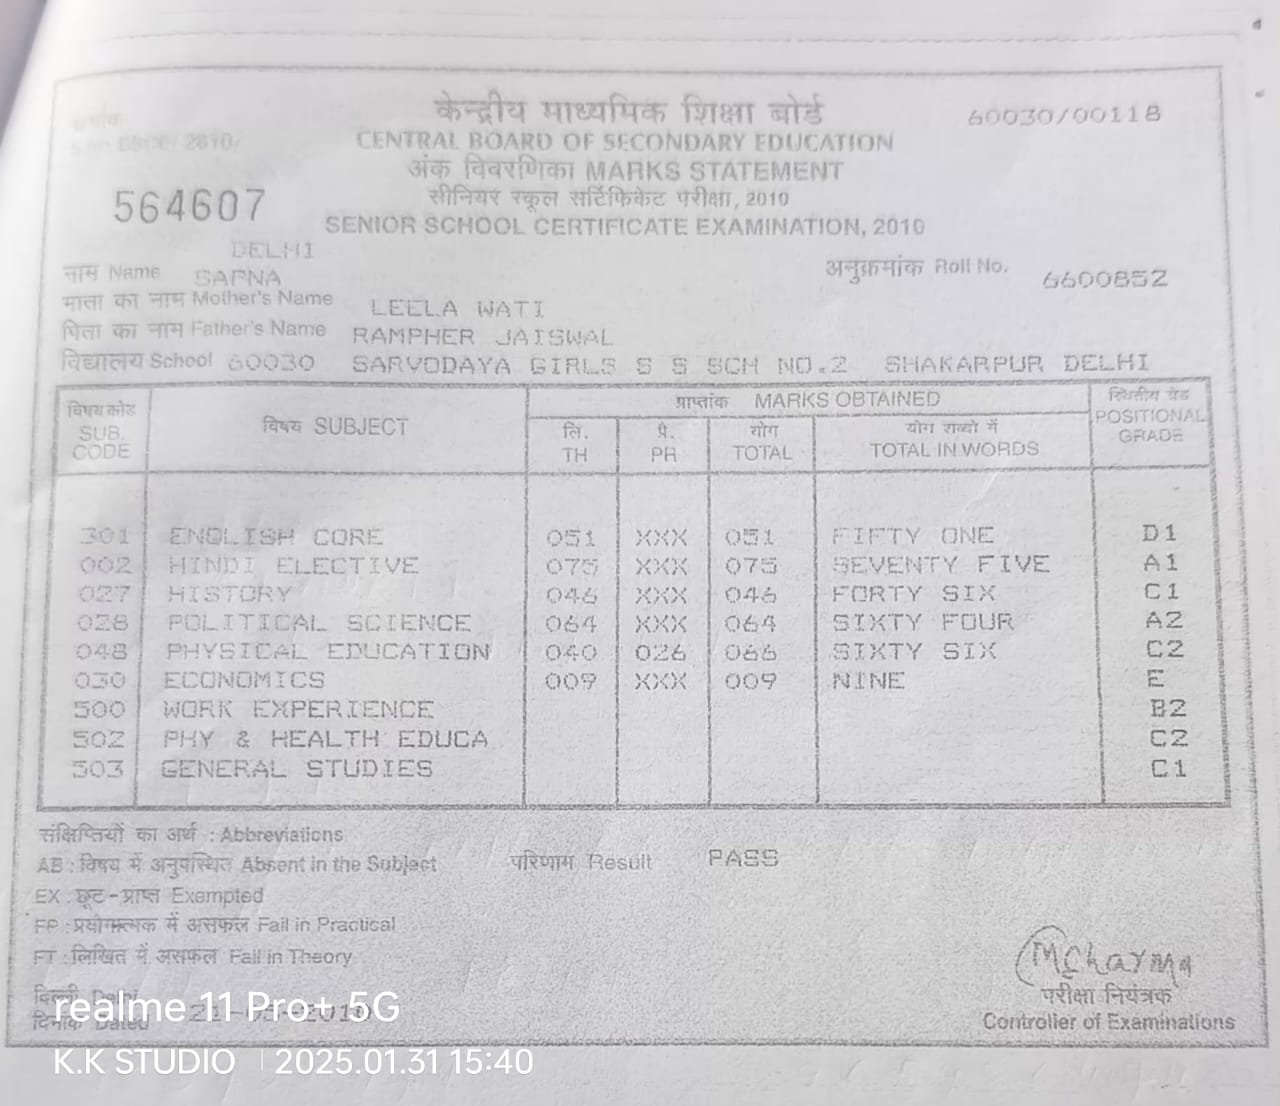 केन्द्रीय माध्यमिक शिक्षा बोर्ड 60030/00118
CENTRAL BOARD OF SECONDARY EDUCATION
अंक विवरणिका MARKS STATEMENT
564607 सीनियर स्कूल सर्टिफिकेट परीक्षा, 2010
SENIOR SCHOOL CERTIFICATE EXAMINATION, 2010
DELHI
नाम Name SAPNA अनुक्रमांक Roll No. 6600852
माता का नाम Mother's Name LEELA WATI
पिता का नाम Father's Name RAMPHER JAISWAL
विद्यालय School 60030 SARVODAYA GIRLS S S SCH NO.2 SHAKARPUR DELHI
विषय कोड SUB. CODE विषय SUBJECT प्राप्तांक MARKS OBTAINED POSITIONAL GRADE
लि. TH प्रै. PR योग TOTAL योग शब्दों में TOTAL IN WORDS
301 ENGLISH CORE 051 XXX 051 FIFTY ONE D1
002 HINDI ELECTIVE 075 XXX 075 SEVENTY FIVE A1
027 HISTORY 046 XXX 046 FORTY SIX C1
028 POLITICAL SCIENCE 064 XXX 064 SIXTY FOUR A2
048 PHYSICAL EDUCATION 040 026 066 SIXTY SIX C2
030 ECONOMICS 009 XXX 009 NINE E
500 WORK EXPERIENCE B2
502 PHY & HEALTH EDUCA C2
503 GENERAL STUDIES C1
संक्षिप्तियों का अर्थ : Abbreviations
AB : विषय में अनुपस्थित Absent in the Subject परिणाम Result PASS
EX : छूट-प्राप्त Exempted
FP : प्रयोगात्मक में असफल Fail in Practical
FT : लिखित में असफल Fail in Theory
MSharma
परीक्षा नियंत्रक
Controller of Examinations
दिल्ली Delhi
दिनांक Dated
realme 11 Pro+ 5G
K.K STUDIO | 2025.01.31 15:40